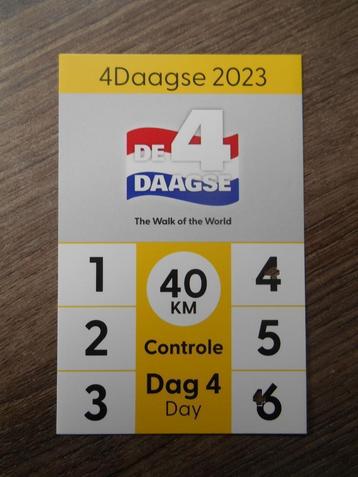 4Daagse 2023
DE 4
DAAGSE
The Walk of the World
1
2
3
40
KM
Controle
Dag 4
Day
4
5
6